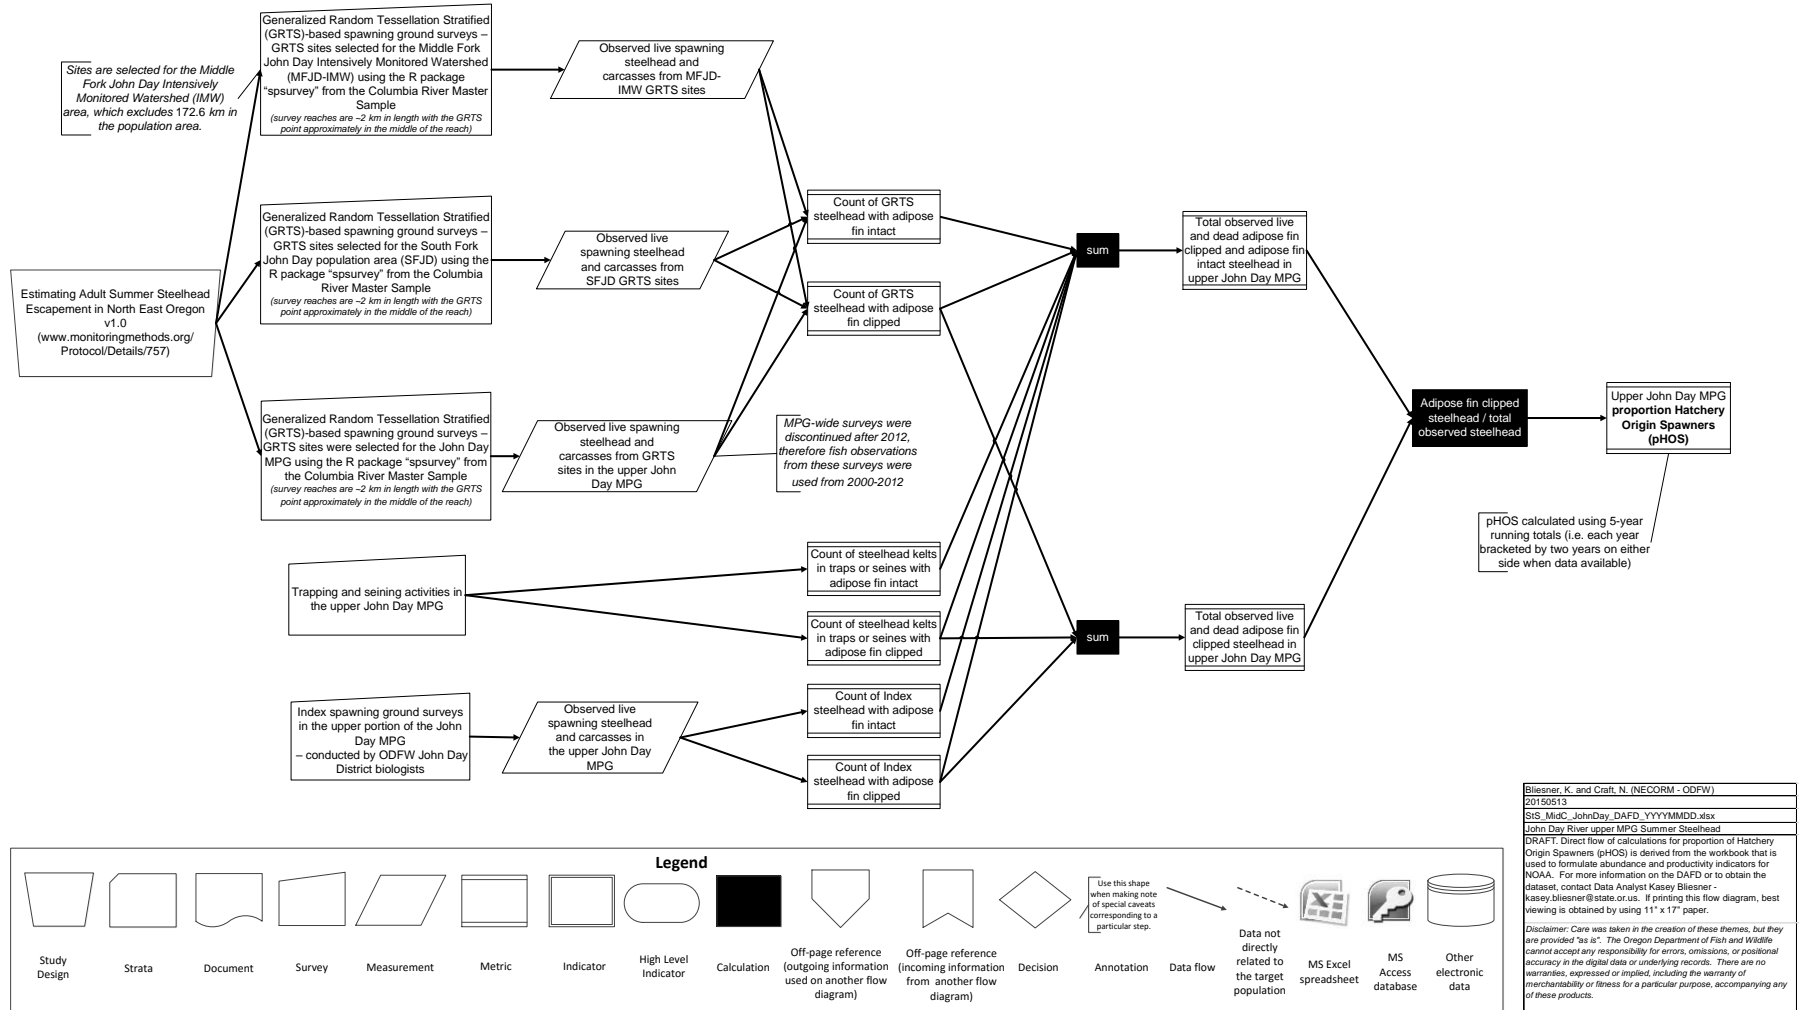 Sites are selected for the Middle
Fork John Day Intensively
Monitored Watershed (IMW)
area, which excludes 172.6 km in
the population area.
Generalized Random Tessellation Stratified
(GRTS)-based spawning ground surveys –
GRTS sites selected for the Middle Fork
John Day Intensively Monitored Watershed
(MFJD-IMW) using the R package
“spsurvey” from the Columbia River Master
Sample
(survey reaches are ~2 km in length with the GRTS
point approximately in the middle of the reach)
Observed live spawning
steelhead and
carcasses from MFJD-
IMW GRTS sites
Estimating Adult Summer Steelhead
Escapement in North East Oregon
v1.0
(www.monitoringmethods.org/
Protocol/Details/757)
Generalized Random Tessellation Stratified
(GRTS)-based spawning ground surveys –
GRTS sites selected for the South Fork
John Day population area (SFJD) using the
R package “spsurvey” from the Columbia
River Master Sample
(survey reaches are ~2 km in length with the GRTS
point approximately in the middle of the reach)
Observed live
spawning steelhead
and carcasses from
SFJD GRTS sites
Generalized Random Tessellation Stratified
(GRTS)-based spawning ground surveys –
GRTS sites were selected for the John Day
MPG using the R package “spsurvey” from
the Columbia River Master Sample
(survey reaches are ~2 km in length with the GRTS
point approximately in the middle of the reach)
Observed live spawning
steelhead and
carcasses from GRTS
sites in the upper John
Day MPG
MPG-wide surveys were
discontinued after 2012,
therefore fish observations
from these surveys were
used from 2000-2012
Trapping and seining activities in
the upper John Day MPG
Index spawning ground surveys
in the upper portion of the John
Day MPG
– conducted by ODFW John Day
District biologists
Observed live
spawning steelhead
and carcasses in
the upper John Day
MPG
Count of GRTS
steelhead with adipose
fin intact
Count of GRTS
steelhead with adipose
fin clipped
Count of steelhead kelts
in traps or seines with
adipose fin intact
Count of steelhead kelts
in traps or seines with
adipose fin clipped
Count of Index
steelhead with adipose
fin intact
Count of Index
steelhead with adipose
fin clipped
sum
sum
Total observed live
and dead adipose fin
clipped and adipose fin
intact steelhead in
upper John Day MPG
Total observed live
and dead adipose fin
clipped steelhead in
upper John Day MPG
Adipose fin clipped
steelhead / total
observed steelhead
Upper John Day MPG
proportion Hatchery
Origin Spawners
(pHOS)
pHOS calculated using 5-year
running totals (i.e. each year
bracketed by two years on either
side when data available)
Legend
Study
Design
Strata
Document
Survey
Measurement
Metric
Indicator
High Level
Indicator
Calculation
Off-page reference
(outgoing information
used on another flow
diagram)
Off-page reference
(incoming information
from another flow
diagram)
Decision
Use this shape
when making note
of special caveats
corresponding to a
particular step.
Annotation
Data flow
Data not
directly
related to
the target
population
MS Excel
spreadsheet
MS
Access
database
Other
electronic
data
Bliesner, K. and Craft, N. (NECORM - ODFW)
20150513
StS_MidC_JohnDay_DAFD_YYYYMMDD.xlsx
John Day River upper MPG Summer Steelhead
DRAFT. Direct flow of calculations for proportion of Hatchery
Origin Spawners (pHOS) is derived from the workbook that is
used to formulate abundance and productivity indicators for
NOAA. For more information on the DAFD or to obtain the
dataset, contact Data Analyst Kasey Bliesner -
kasey.bliesner@state.or.us. If printing this flow diagram, best
viewing is obtained by using 11" x 17" paper.
Disclaimer: Care was taken in the creation of these themes, but they
are provided "as is". The Oregon Department of Fish and Wildlife
cannot accept any responsibility for errors, omissions, or positional
accuracy in the digital data or underlying records. There are no
warranties, expressed or implied, including the warranty of
merchantability or fitness for a particular purpose, accompanying any
of these products.